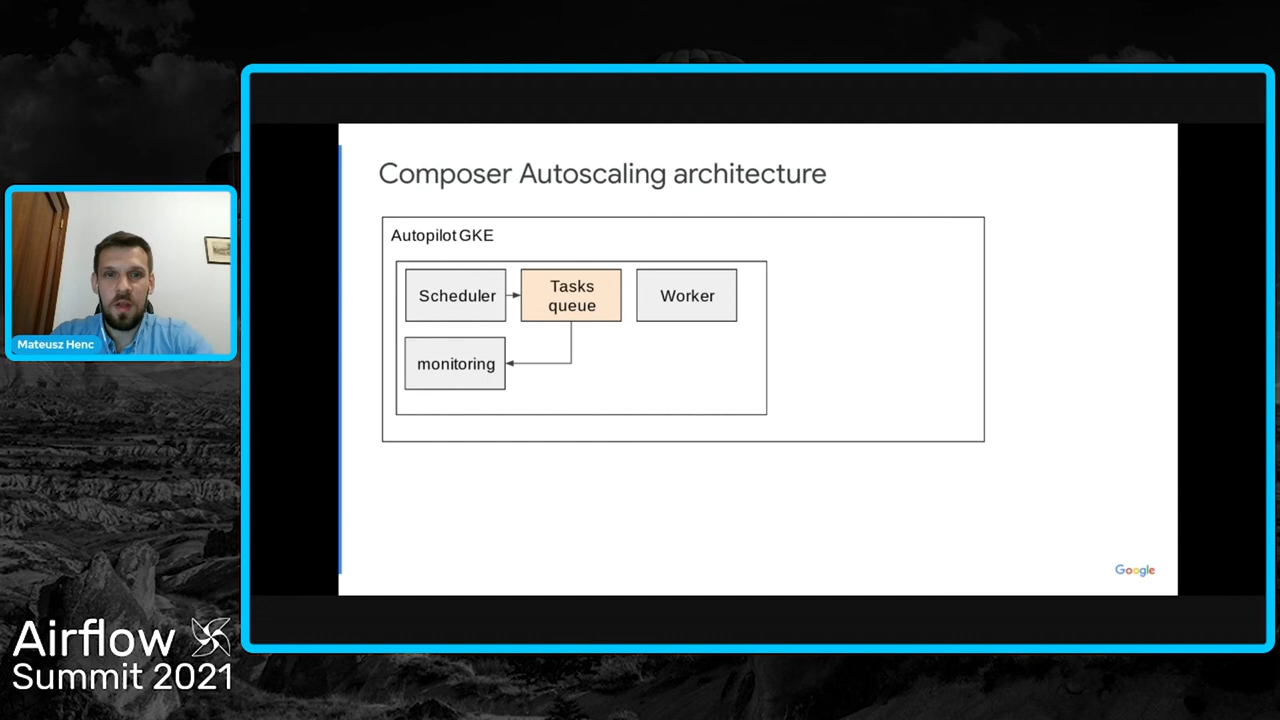 Composer Autoscaling architecture
Autopilot GKE
Scheduler
Tasks
queue
Worker
monitoring
Mateusz Henc
Google
Airflow
Summit 2021